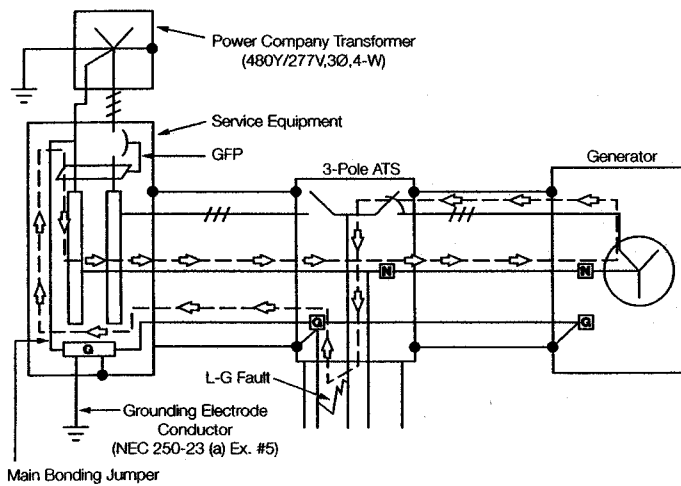 Power Company Transformer
(480Y/277V,3Ø,4-W)
Service Equipment
GFP
3-Pole ATS
Generator
N
N
G
G
G
L-G Fault
Grounding Electrode
Conductor
(NEC 250-23 (a) Ex. #5)
Main Bonding Jumper